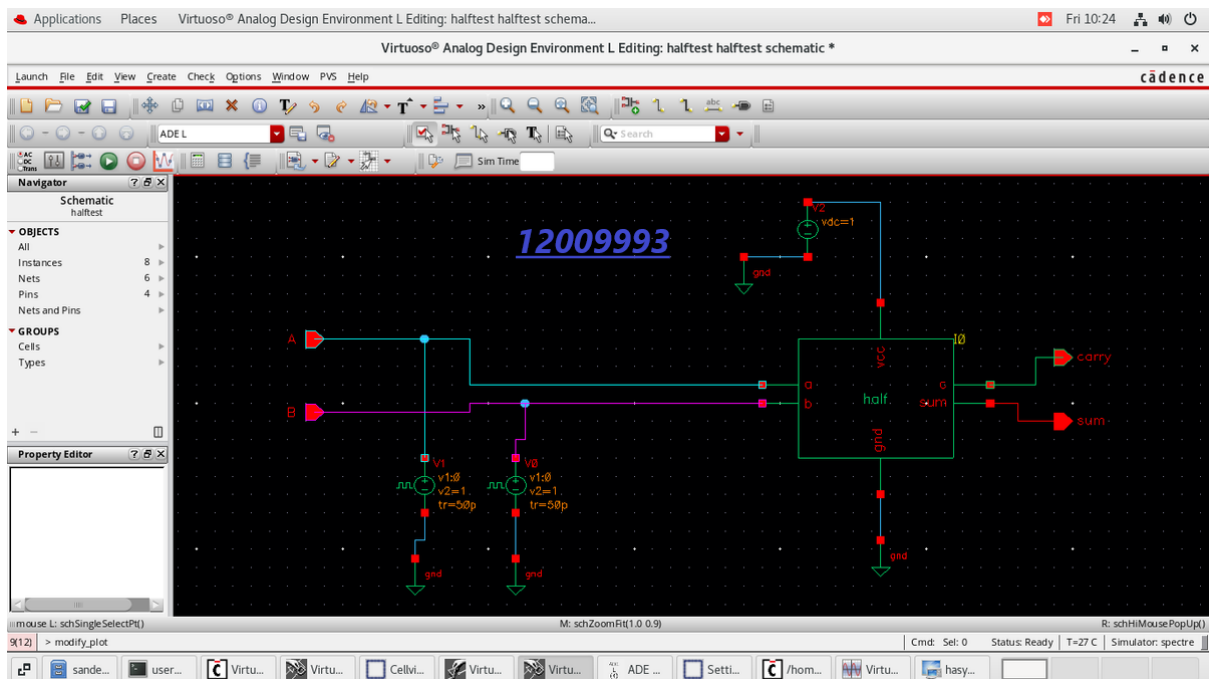 Applications Places Virtuoso® Analog Design Environment L Editing: halftest halftest schema... Fri 10:24
Virtuoso® Analog Design Environment L Editing: halftest halftest schematic *
Launch File Edit View Create Check Options Window PVS Help cādence
ADE L Search
Sim Time
Navigator
Schematic
halftest
OBJECTS
All
Instances 8
Nets 6
Pins 4
Nets and Pins
GROUPS
Cells
Types
Property Editor
12009993
V2
vdc=1
gnd
A
B
I0
vcc
a
b
half
c
sum
gnd
carry
sum
V1
v1:0
v2=1
tr=50p
V0
v1:0
v2=1
tr=50p
gnd
gnd
gnd
mouse L: schSingleSelectPt() M: schZoomFit(1.0 0.9) R: schHiMousePopUp()
9(12) > modify_plot Cmd: Sel: 0 Status: Ready T=27 C Simulator: spectre
sande... user... Virtu... Virtu... Cellvi... Virtu... Virtu... ADE ... Setti... /hom... Virtu... hasy...